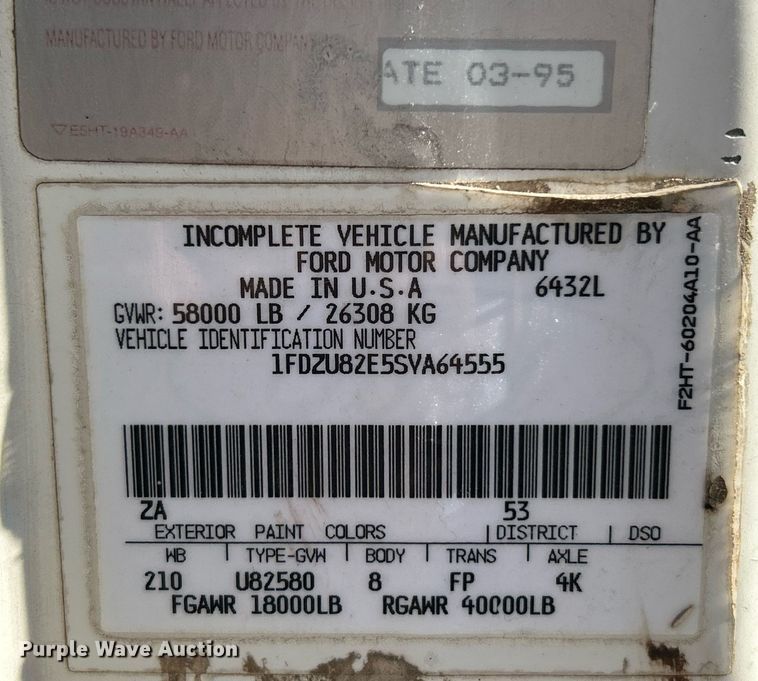 MANUFACTURED BY FORD MOTOR COMPANY
ATE 03-95
E5HT-19A349-AA
INCOMPLETE VEHICLE MANUFACTURED BY
FORD MOTOR COMPANY
MADE IN U.S.A 6432L
GVWR: 58000 LB / 26308 KG
VEHICLE IDENTIFICATION NUMBER
1FDZU82E5SVA64555
F2HT-60204A10-AA
ZA 53
EXTERIOR PAINT COLORS | DISTRICT | DSO
WB | TYPE-GVW | BODY | TRANS | AXLE
210 U82580 8 FP 4K
FGAWR 18000LB RGAWR 40000LB
Purple Wave Auction